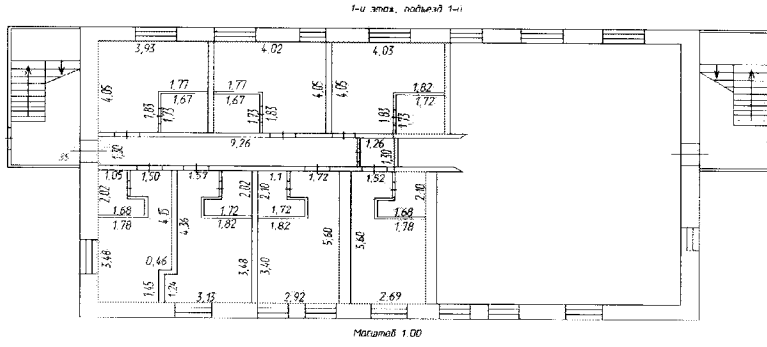 1-й этаж, подъезд 1-й
3,93 4,02 4,03
4,05 4,05 4,05
1,77 1,77 1,82
1,67 1,67 1,72
1,83 1,73 1,73 1,83 1,83 1,73
9,26 1,26
1,30 1,30
35
1,05 1,50 1,57 1,1 1,72 1,52
2,02 2,02 2,10 2,10
1,68 1,72 1,72 1,68
1,78 1,82 1,82 1,78
4,15 4,36
3,48 3,48 3,40 5,60 5,60
0,46
1,45 1,24
3,13 2,92 2,69
Масштаб 1:00